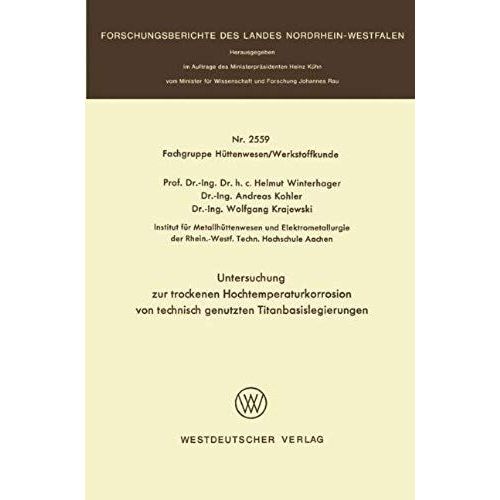 FORSCHUNGSBERICHTE DES LANDES NORDRHEIN-WESTFALEN
Herausgegeben
im Auftrage des Ministerpräsidenten Heinz Kühn
vom Minister für Wissenschaft und Forschung Johannes Rau
Nr. 2559
Fachgruppe Hüttenwesen/Werkstoffkunde
Prof. Dr.-Ing. Dr. h. c. Helmut Winterhager
Dr.-Ing. Andreas Kohler
Dr.-Ing. Wolfgang Krajewski
Institut für Metallhüttenwesen und Elektrometallurgie
der Rhein.-Westf. Techn. Hochschule Aachen
Untersuchung
zur trockenen Hochtemperaturkorrosion
von technisch genutzten Titanbasislegierungen
WV
WESTDEUTSCHER VERLAG